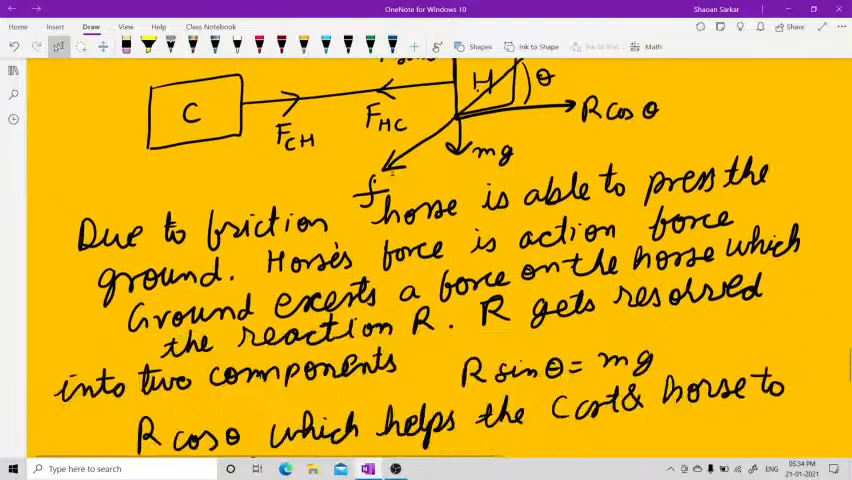 OneNote for Windows 10
Shaoan Sarkar
Home Insert Draw View Help Class Notebook
Share
Shapes Ink to Shape Ink to Text Math
C
H
θ
R cos θ
F_CH
F_HC
mg
f
Due to friction horse is able to press the
ground. Horse's force is action force
Ground exerts a force on the horse which
the reaction R. R gets resolved
into two components R sin θ = mg
R cos θ which helps the Cart & horse to
Type here to search
ENG
05:34 PM
21-01-2021